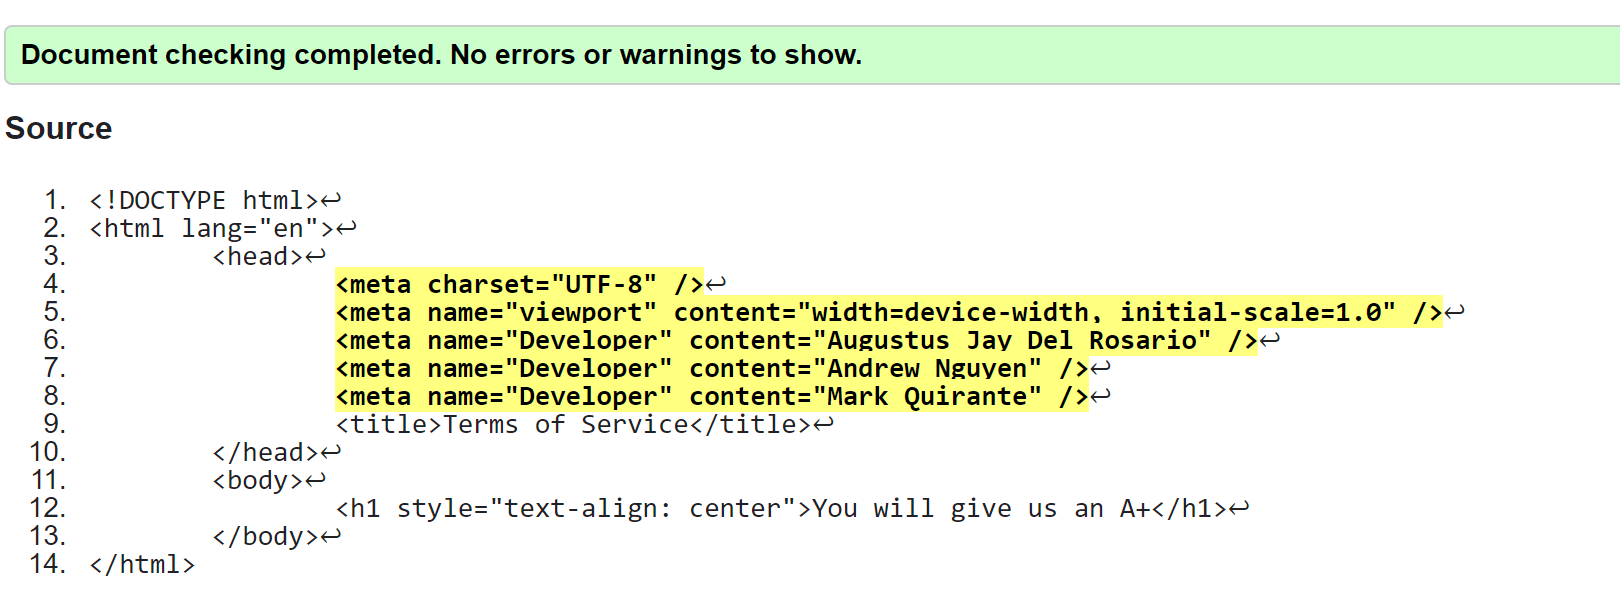 Document checking completed. No errors or warnings to show.
Source
1. <!DOCTYPE html>↩
2. <html lang="en">↩
3. <head>↩
4. <meta charset="UTF-8" />↩
5. <meta name="viewport" content="width=device-width, initial-scale=1.0" />↩
6. <meta name="Developer" content="Augustus Jay Del Rosario" />↩
7. <meta name="Developer" content="Andrew Nguyen" />↩
8. <meta name="Developer" content="Mark Quirante" />↩
9. <title>Terms of Service</title>↩
10. </head>↩
11. <body>↩
12. <h1 style="text-align: center">You will give us an A+</h1>↩
13. </body>↩
14. </html>